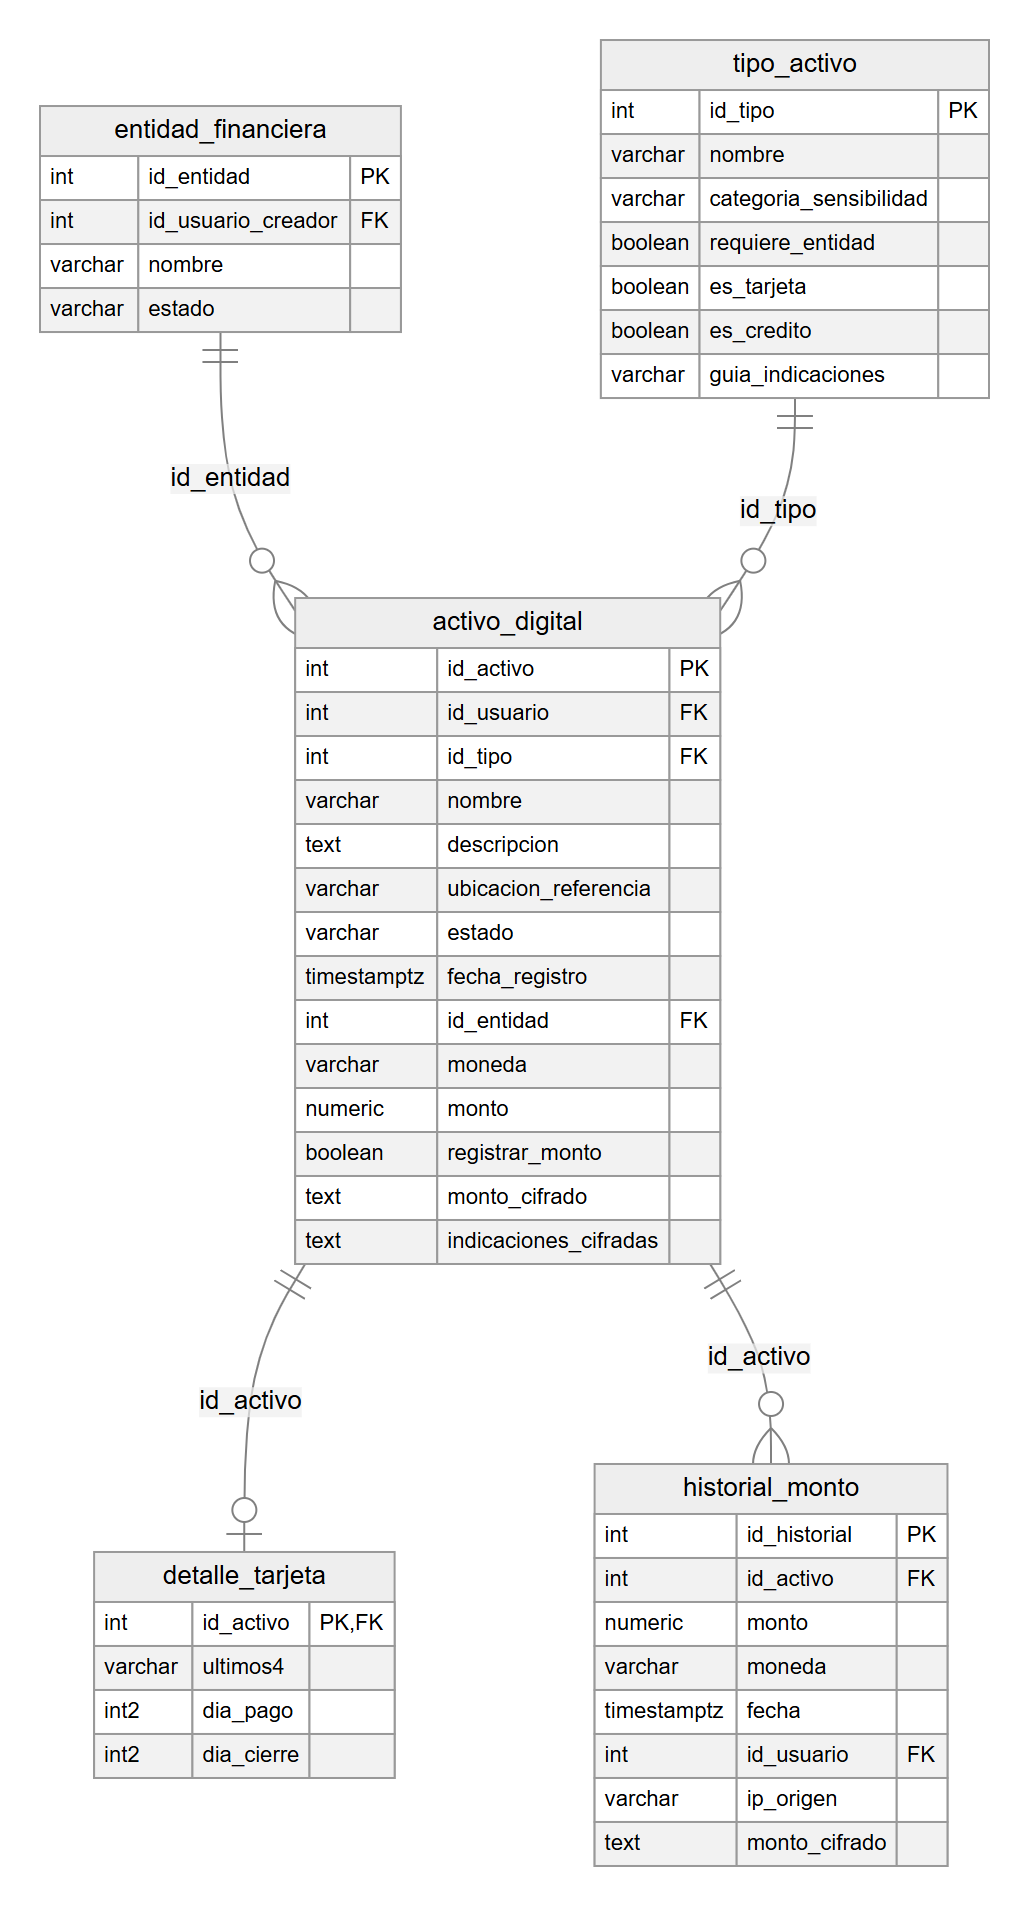 tipo_activo
int id_tipo PK
varchar nombre
varchar categoria_sensibilidad
boolean requiere_entidad
boolean es_tarjeta
boolean es_credito
varchar guia_indicaciones
entidad_financiera
int id_entidad PK
int id_usuario_creador FK
varchar nombre
varchar estado
id_entidad
id_tipo
activo_digital
int id_activo PK
int id_usuario FK
int id_tipo FK
varchar nombre
text descripcion
varchar ubicacion_referencia
varchar estado
timestamptz fecha_registro
int id_entidad FK
varchar moneda
numeric monto
boolean registrar_monto
text monto_cifrado
text indicaciones_cifradas
id_activo
id_activo
detalle_tarjeta
int id_activo PK,FK
varchar ultimos4
int2 dia_pago
int2 dia_cierre
historial_monto
int id_historial PK
int id_activo FK
numeric monto
varchar moneda
timestamptz fecha
int id_usuario FK
varchar ip_origen
text monto_cifrado